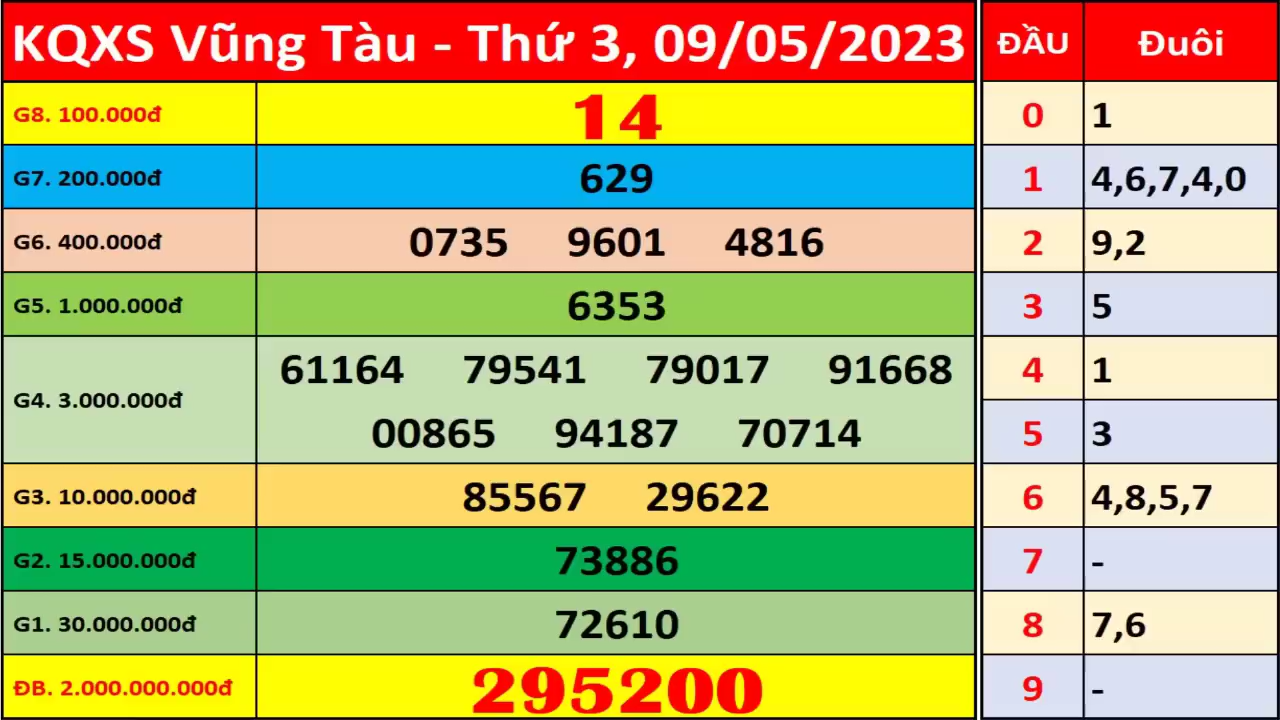 KQXS Vũng Tàu - Thứ 3, 09/05/2023 ĐẦU Đuôi
G8. 100.000đ 14 0 1
G7. 200.000đ 629 1 4,6,7,4,0
G6. 400.000đ 0735 9601 4816 2 9,2
G5. 1.000.000đ 6353 3 5
61164 79541 79017 91668 4 1
G4. 3.000.000đ
00865 94187 70714 5 3
G3. 10.000.000đ 85567 29622 6 4,8,5,7
G2. 15.000.000đ 73886 7 -
G1. 30.000.000đ 72610 8 7,6
ĐB. 2.000.000.000đ 295200 9 -